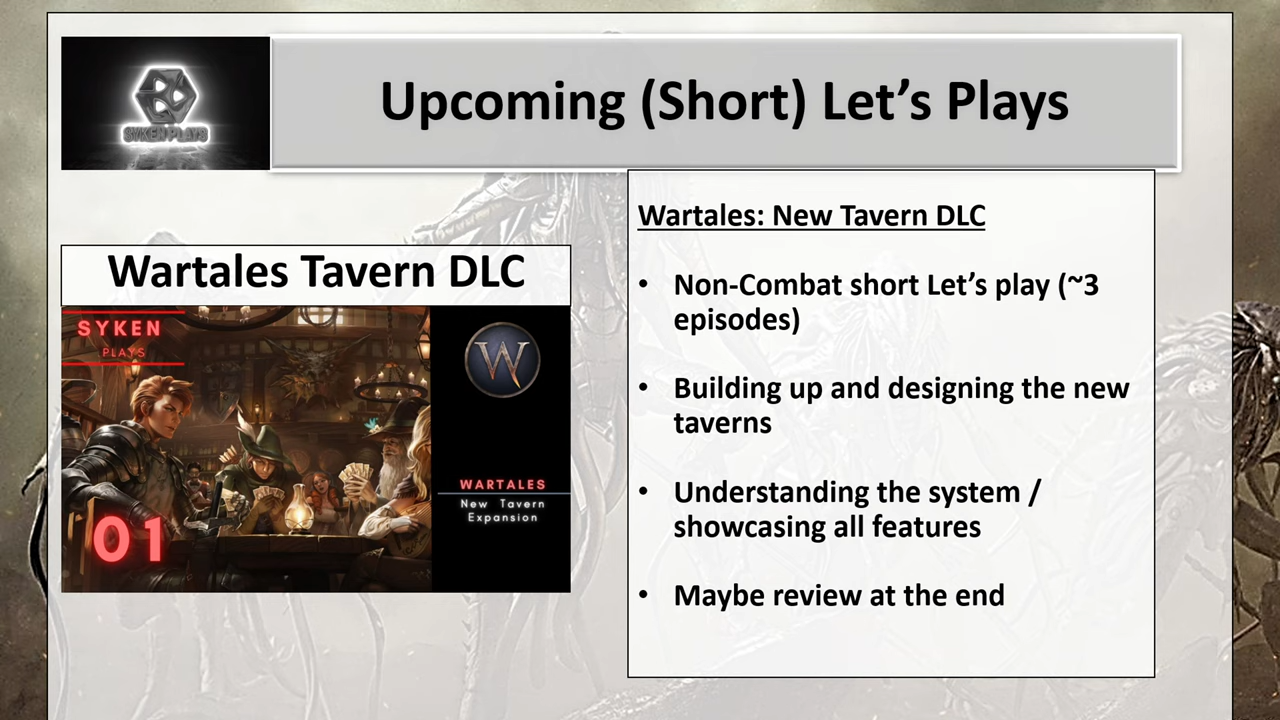 SYKEN PLAYS
Upcoming (Short) Let’s Plays
Wartales Tavern DLC
SYKEN
PLAYS
W
WARTALES
New Tavern
Expansion
01
Wartales: New Tavern DLC
• Non-Combat short Let’s play (~3
episodes)
• Building up and designing the new
taverns
• Understanding the system /
showcasing all features
• Maybe review at the end